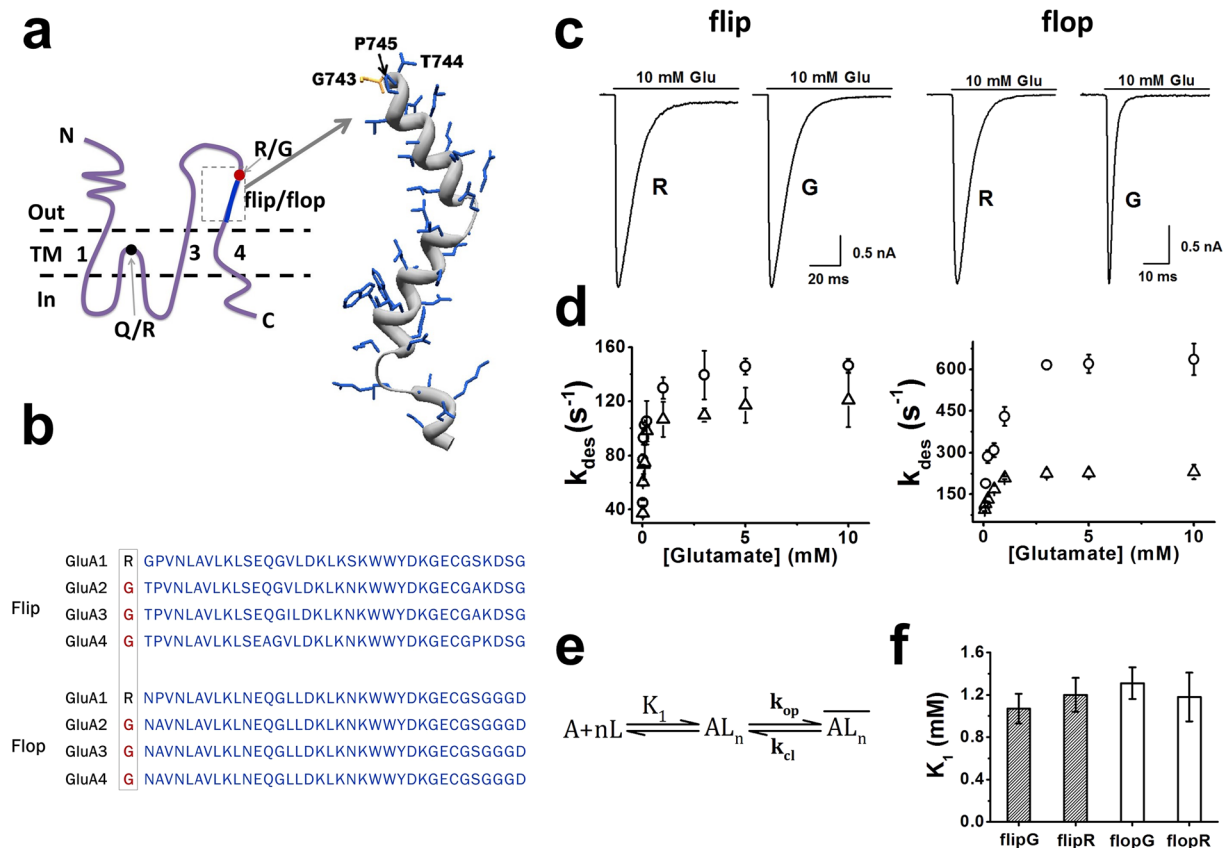 a
P745
T744
G743
N
R/G
flip/flop
Out
TM 1 3 4
In
Q/R
C
b
Flip
GluA1 R GPVNLAVLKLSEQGVLDKLKSKWWYDKGECGSKDSG
GluA2 G TPVNLAVLKLSEQGVLDKLKNKWWYDKGECGAKDSG
GluA3 G TPVNLAVLKLSEQGILDKLKNKWWYDKGECGAKDSG
GluA4 G TPVNLAVLKLSEAGVLDKLKNKWWYDKGECGPKDSG
Flop
GluA1 R NPVNLAVLKLNEQGLLDKLKNKWWYDKGECGSGGGD
GluA2 G NAVNLAVLKLNEQGLLDKLKNKWWYDKGECGSGGGD
GluA3 G NAVNLAVLKLNEQGLLDKLKNKWWYDKGECGSGGGD
GluA4 G NAVNLAVLKLNEQGLLDKLKNKWWYDKGECGSGGGD
c
flip
flop
10 mM Glu
10 mM Glu
10 mM Glu
10 mM Glu
R
G
R
G
0.5 nA
20 ms
0.5 nA
10 ms
d
160
120
80
40
0 5 10
kdes (s-1)
[Glutamate] (mM)
600
450
300
150
0 5 10
kdes (s-1)
[Glutamate] (mM)
e
A+nL K1 ALn kop kcl ALn
f
1.6
1.2
0.8
0.4
0.0
K1 (mM)
flipG flipR flopG flopR